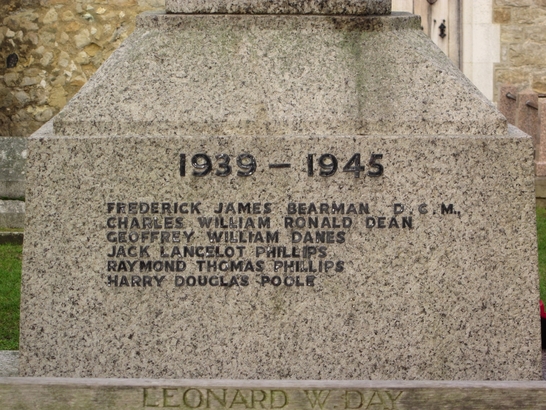 1939 - 1945
FREDERICK JAMES BEARMAN D.C.M.,
CHARLES WILLIAM RONALD DEAN
GEOFFREY WILLIAM DANES
JACK LANCELOT PHILLIPS
RAYMOND THOMAS PHILLIPS
HARRY DOUGLAS POOLE
LEONARD W. DAY